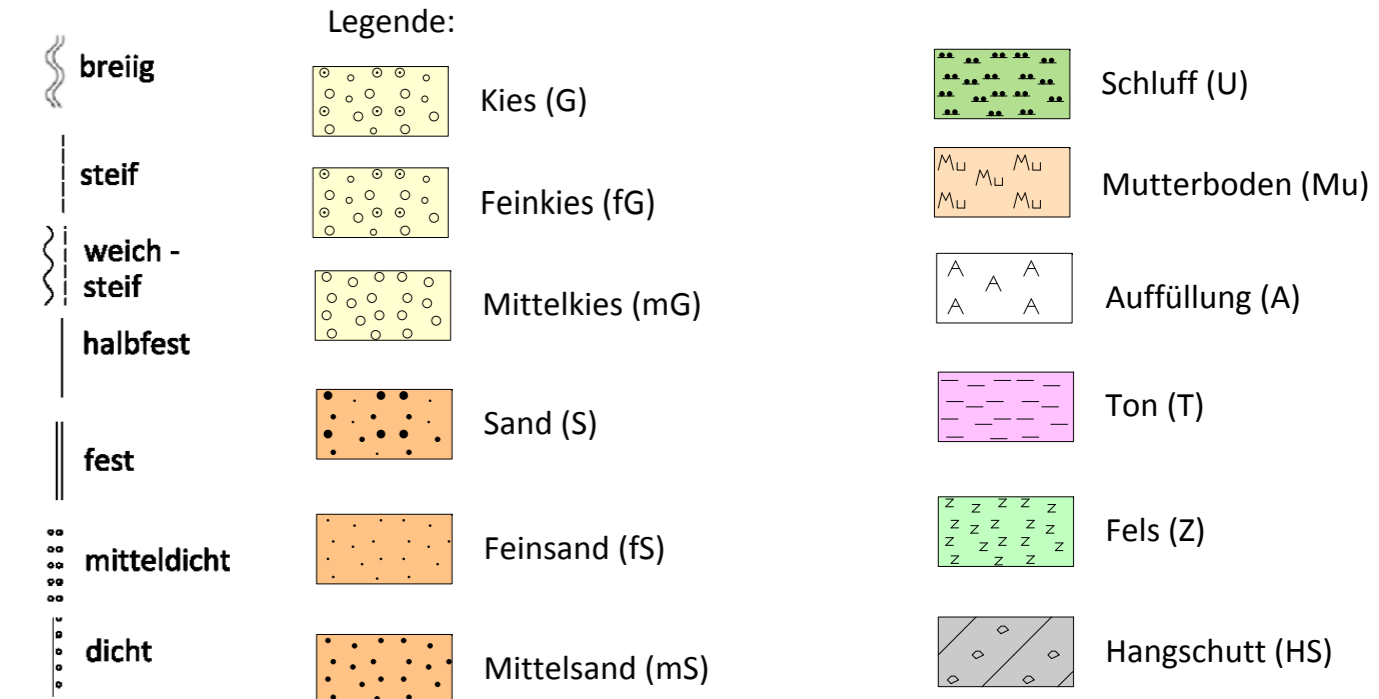 Legende:
breiig
steif
weich -
steif
halbfest
fest
mitteldicht
dicht
Kies (G)
Feinkies (fG)
Mittelkies (mG)
Sand (S)
Feinsand (fS)
Mittelsand (mS)
Schluff (U)
Mutterboden (Mu)
Auffüllung (A)
Ton (T)
Fels (Z)
Hangschutt (HS)